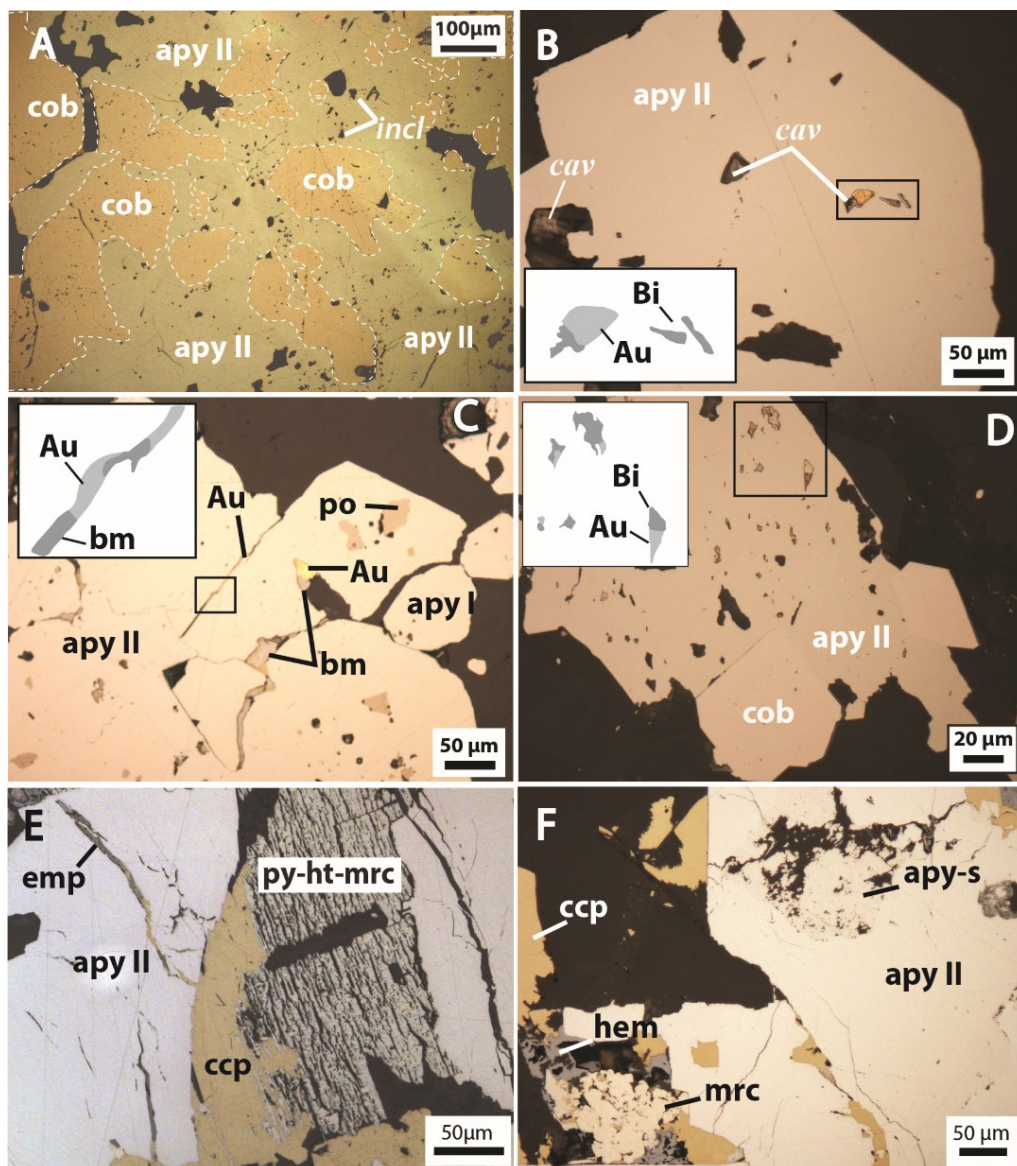 A
100µm
apy II
cob
incl
cob
cob
apy II
apy II
B
apy II
cav
cav
Bi
Au
50 µm
C
Au
bm
Au
po
Au
apy I
apy II
bm
50 µm
D
Bi
Au
apy II
cob
20 µm
E
emp
py-ht-mrc
apy II
ccp
50µm
F
apy-s
ccp
apy II
hem
mrc
50 µm